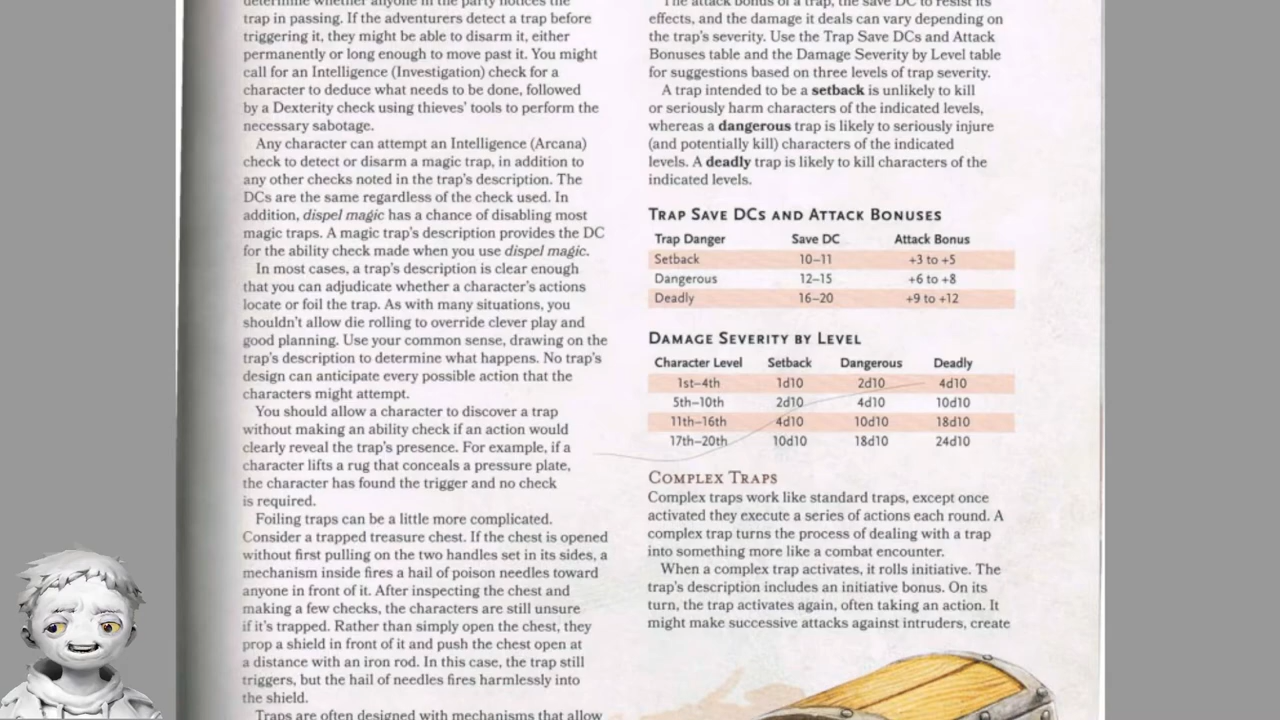 determine whether anyone in the party notices the
trap in passing. If the adventurers detect a trap before
triggering it, they might be able to disarm it, either
permanently or long enough to move past it. You might
call for an Intelligence (Investigation) check for a
character to deduce what needs to be done, followed
by a Dexterity check using thieves' tools to perform the
necessary sabotage.
Any character can attempt an Intelligence (Arcana)
check to detect or disarm a magic trap, in addition to
any other checks noted in the trap's description. The
DCs are the same regardless of the check used. In
addition, dispel magic has a chance of disabling most
magic traps. A magic trap's description provides the DC
for the ability check made when you use dispel magic.
In most cases, a trap's description is clear enough
that you can adjudicate whether a character's actions
locate or foil the trap. As with many situations, you
shouldn't allow die rolling to override clever play and
good planning. Use your common sense, drawing on the
trap's description to determine what happens. No trap's
design can anticipate every possible action that the
characters might attempt.
You should allow a character to discover a trap
without making an ability check if an action would
clearly reveal the trap's presence. For example, if a
character lifts a rug that conceals a pressure plate,
the character has found the trigger and no check
is required.
Foiling traps can be a little more complicated.
Consider a trapped treasure chest. If the chest is opened
without first pulling on the two handles set in its sides, a
mechanism inside fires a hail of poison needles toward
anyone in front of it. After inspecting the chest and
making a few checks, the characters are still unsure
if it's trapped. Rather than simply open the chest, they
prop a shield in front of it and push the chest open at
a distance with an iron rod. In this case, the trap still
triggers, but the hail of needles fires harmlessly into
the shield.
Traps are often designed with mechanisms that allow
The attack bonus of a trap, the save DC to resist its
effects, and the damage it deals can vary depending on
the trap's severity. Use the Trap Save DCs and Attack
Bonuses table and the Damage Severity by Level table
for suggestions based on three levels of trap severity.
A trap intended to be a setback is unlikely to kill
or seriously harm characters of the indicated levels,
whereas a dangerous trap is likely to seriously injure
(and potentially kill) characters of the indicated
levels. A deadly trap is likely to kill characters of the
indicated levels.
TRAP SAVE DCS AND ATTACK BONUSES
Trap Danger Save DC Attack Bonus
Setback 10–11 +3 to +5
Dangerous 12–15 +6 to +8
Deadly 16–20 +9 to +12
DAMAGE SEVERITY BY LEVEL
Character Level Setback Dangerous Deadly
1st–4th 1d10 2d10 4d10
5th–10th 2d10 4d10 10d10
11th–16th 4d10 10d10 18d10
17th–20th 10d10 18d10 24d10
COMPLEX TRAPS
Complex traps work like standard traps, except once
activated they execute a series of actions each round. A
complex trap turns the process of dealing with a trap
into something more like a combat encounter.
When a complex trap activates, it rolls initiative. The
trap's description includes an initiative bonus. On its
turn, the trap activates again, often taking an action. It
might make successive attacks against intruders, create